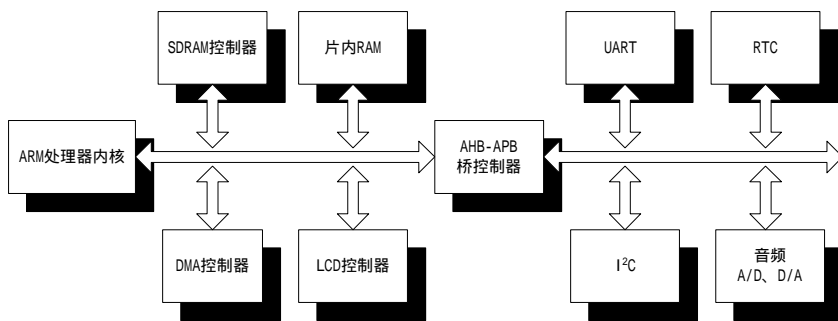 SDRAM控制器
片内RAM
UART
RTC
ARM处理器内核
AHB-APB
桥控制器
DMA控制器
LCD控制器
I²C
音频
A/D、D/A